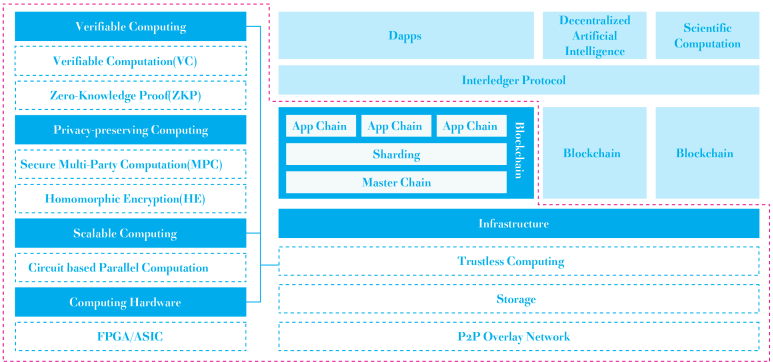 Verifiable Computing
Verifiable Computation(VC)
Zero-Knowledge Proof(ZKP)
Privacy-preserving Computing
Secure Multi-Party Computation(MPC)
Homomorphic Encryption(HE)
Scalable Computing
Circuit based Parallel Computation
Computing Hardware
FPGA/ASIC
Dapps
Decentralized
Artificial
Intelligence
Scientific
Computation
Interledger Protocol
App Chain
App Chain
App Chain
Sharding
Master Chain
Blockchain
Blockchain
Blockchain
Infrastructure
Trustless Computing
Storage
P2P Overlay Network